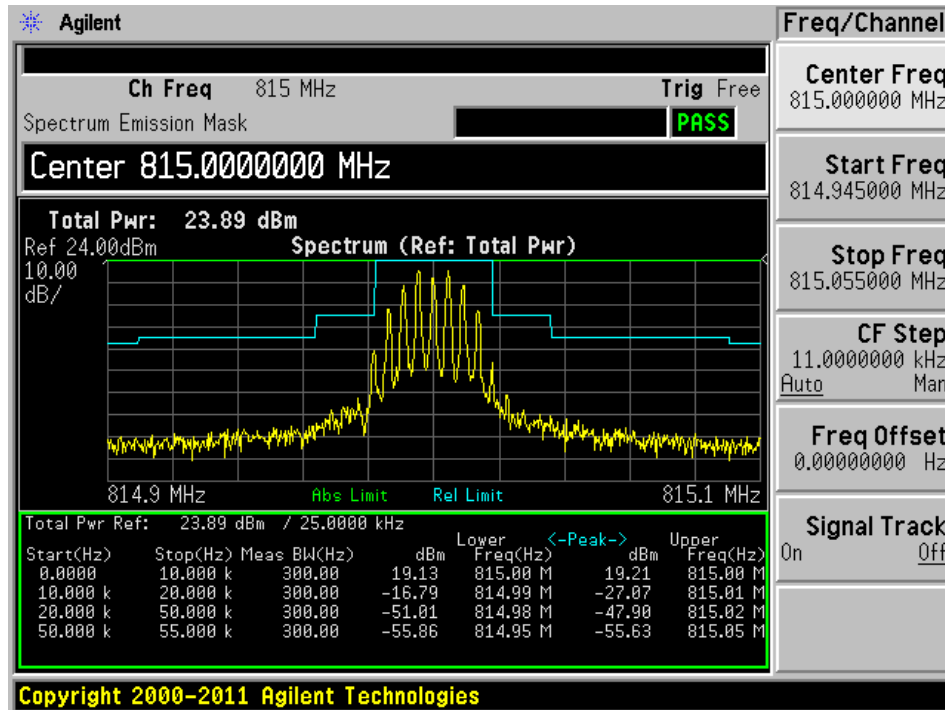 Agilent
Freq/Channel
Ch Freq 815 MHz Trig Free
Spectrum Emission Mask PASS
Center 815.0000000 MHz
Total Pwr: 23.89 dBm
Ref 24.00dBm Spectrum (Ref: Total Pwr)
10.00
dB/
814.9 MHz Abs Limit Rel Limit 815.1 MHz
Total Pwr Ref: 23.89 dBm / 25.0000 kHz
Lower <-Peak-> Upper
Start(Hz) Stop(Hz) Meas BW(Hz) dBm Freq(Hz) dBm Freq(Hz)
0.0000 10.000 k 300.00 19.13 815.00 M 19.21 815.00 M
10.000 k 20.000 k 300.00 -16.79 814.99 M -27.07 815.01 M
20.000 k 50.000 k 300.00 -51.01 814.98 M -47.90 815.02 M
50.000 k 55.000 k 300.00 -55.86 814.95 M -55.63 815.05 M
Center Freq
815.000000 MHz
Start Freq
814.945000 MHz
Stop Freq
815.055000 MHz
CF Step
11.0000000 kHz
Auto Man
Freq Offset
0.00000000 Hz
Signal Track
On Off
Copyright 2000-2011 Agilent Technologies